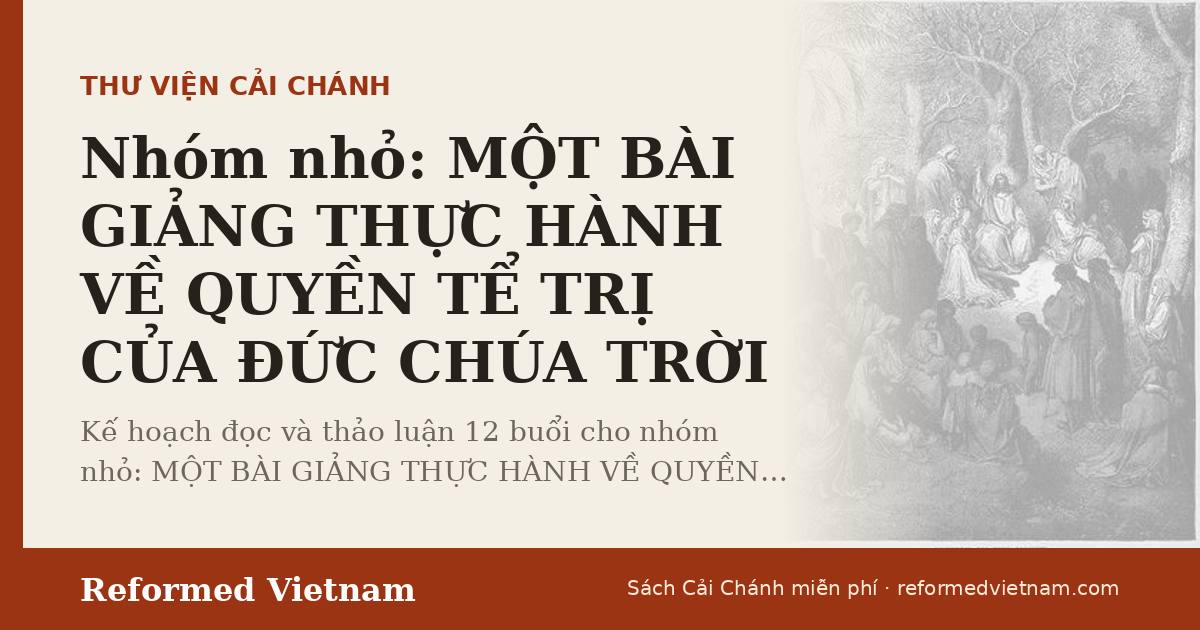 THƯ VIỆN CẢI CHÁNH
Nhóm nhỏ: MỘT BÀI
GIẢNG THỰC HÀNH
VỀ QUYỀN TỂ TRỊ
CỦA ĐỨC CHÚA TRỜI
Kế hoạch đọc và thảo luận 12 buổi cho nhóm
nhỏ: MỘT BÀI GIẢNG THỰC HÀNH VỀ QUYỀN...
Reformed Vietnam
Sách Cải Chánh miễn phí · reformedvietnam.com